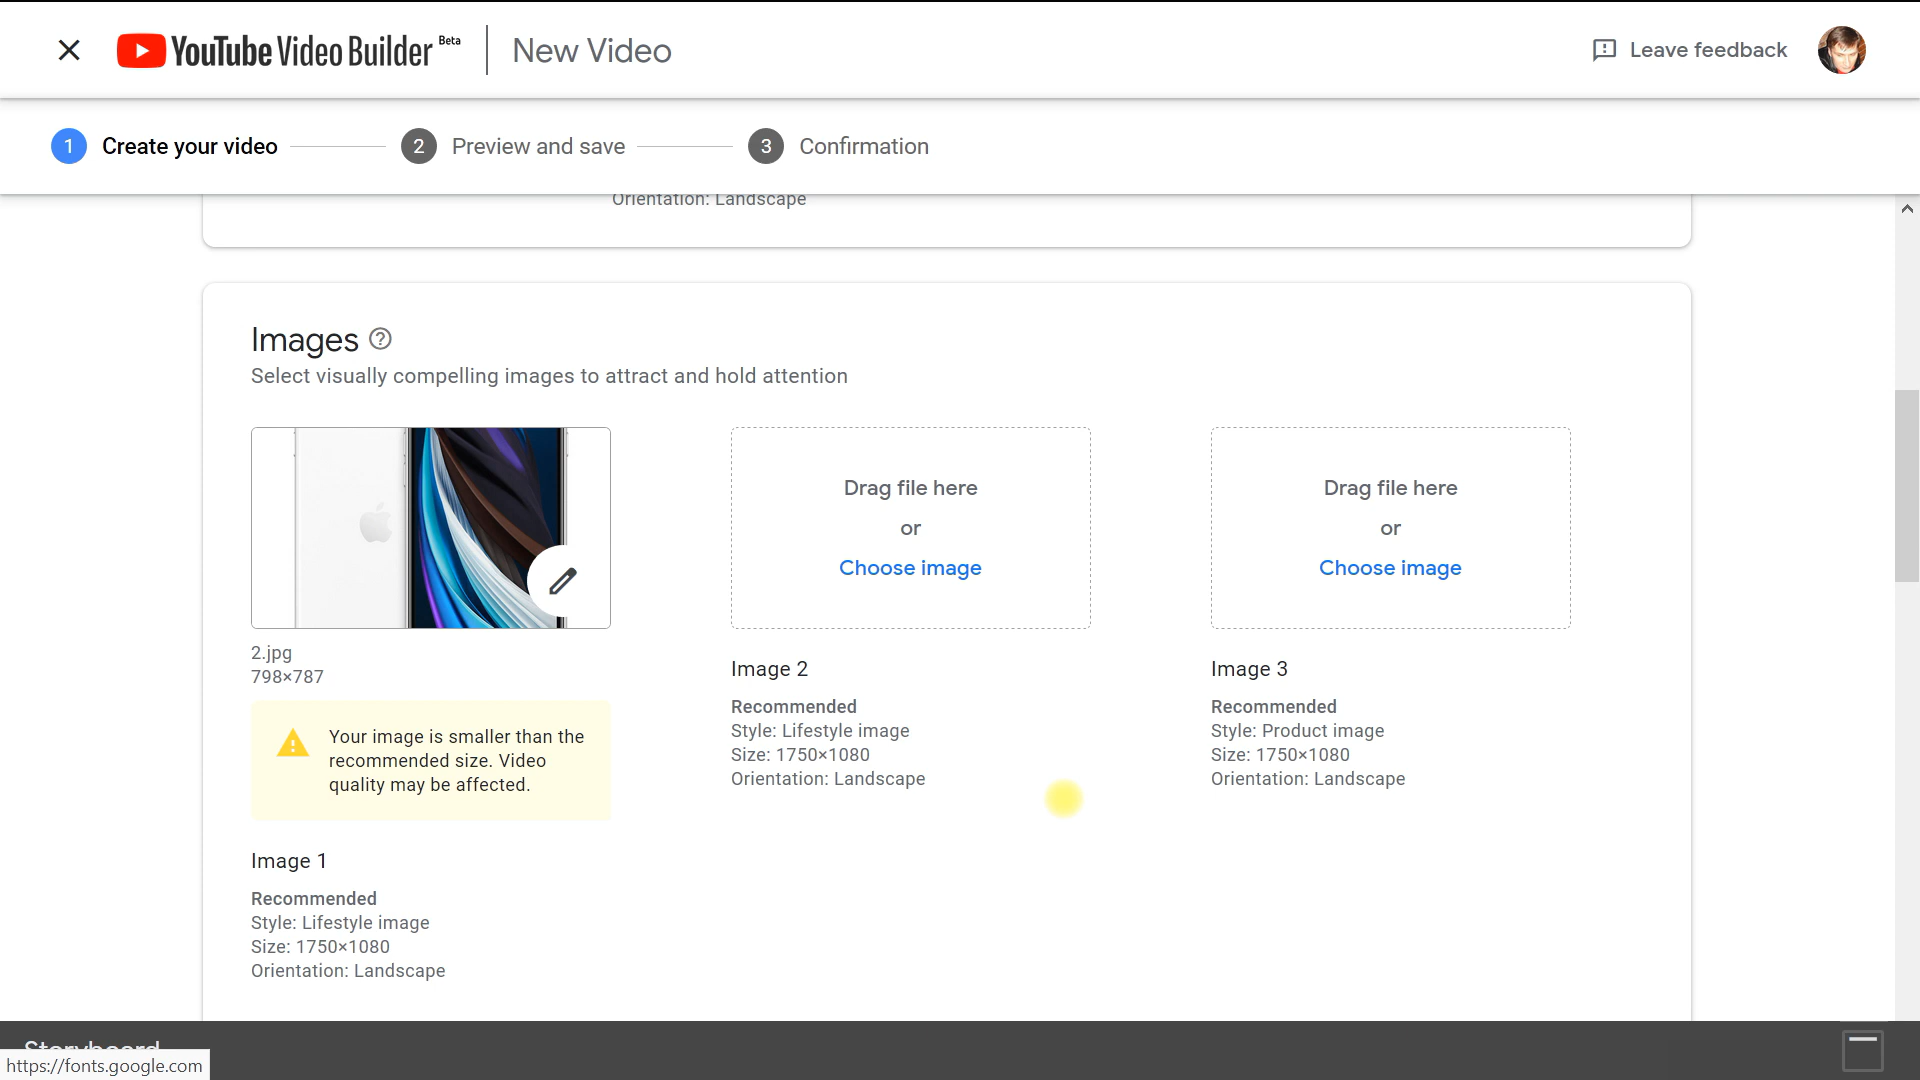 YouTube Video Builder Beta
New Video
Leave feedback
1 Create your video
2 Preview and save
3 Confirmation
Orientation: Landscape
Images
Select visually compelling images to attract and hold attention
2.jpg
798×787
Your image is smaller than the
recommended size. Video
quality may be affected.
Image 1
Recommended
Style: Lifestyle image
Size: 1750×1080
Orientation: Landscape
Drag file here
or
Choose image
Image 2
Recommended
Style: Lifestyle image
Size: 1750×1080
Orientation: Landscape
Drag file here
or
Choose image
Image 3
Recommended
Style: Product image
Size: 1750×1080
Orientation: Landscape
Storyboard
https://fonts.google.com